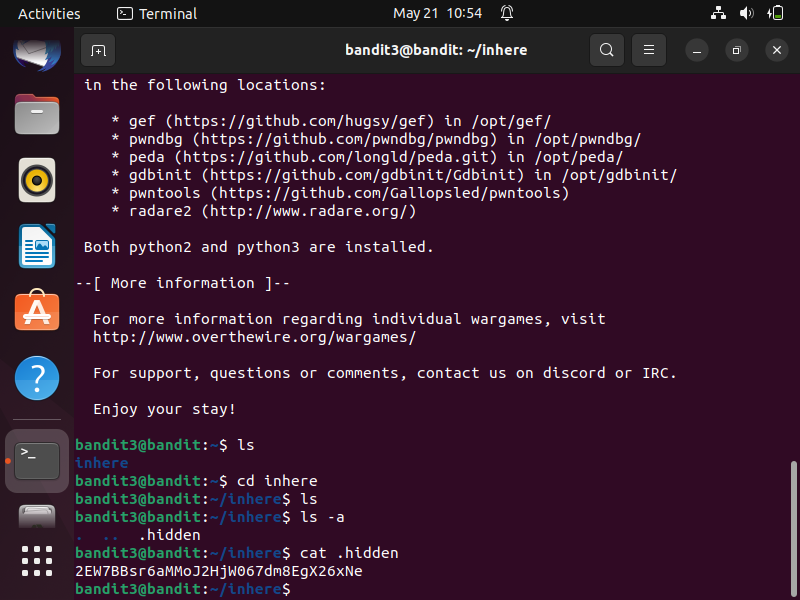 Activities Terminal May 21 10:54
bandit3@bandit: ~/inhere
in the following locations:
* gef (https://github.com/hugsy/gef) in /opt/gef/
* pwndbg (https://github.com/pwndbg/pwndbg) in /opt/pwndbg/
* peda (https://github.com/longld/peda.git) in /opt/peda/
* gdbinit (https://github.com/gdbinit/Gdbinit) in /opt/gdbinit/
* pwntools (https://github.com/Gallopsled/pwntools)
* radare2 (http://www.radare.org/)
Both python2 and python3 are installed.
--[ More information ]--
For more information regarding individual wargames, visit
http://www.overthewire.org/wargames/
For support, questions or comments, contact us on discord or IRC.
Enjoy your stay!
bandit3@bandit:~$ ls
inhere
bandit3@bandit:~$ cd inhere
bandit3@bandit:~/inhere$ ls
bandit3@bandit:~/inhere$ ls -a
. .. .hidden
bandit3@bandit:~/inhere$ cat .hidden
2EW7BBsr6aMMoJ2HjW067dm8EgX26xNe
bandit3@bandit:~/inhere$